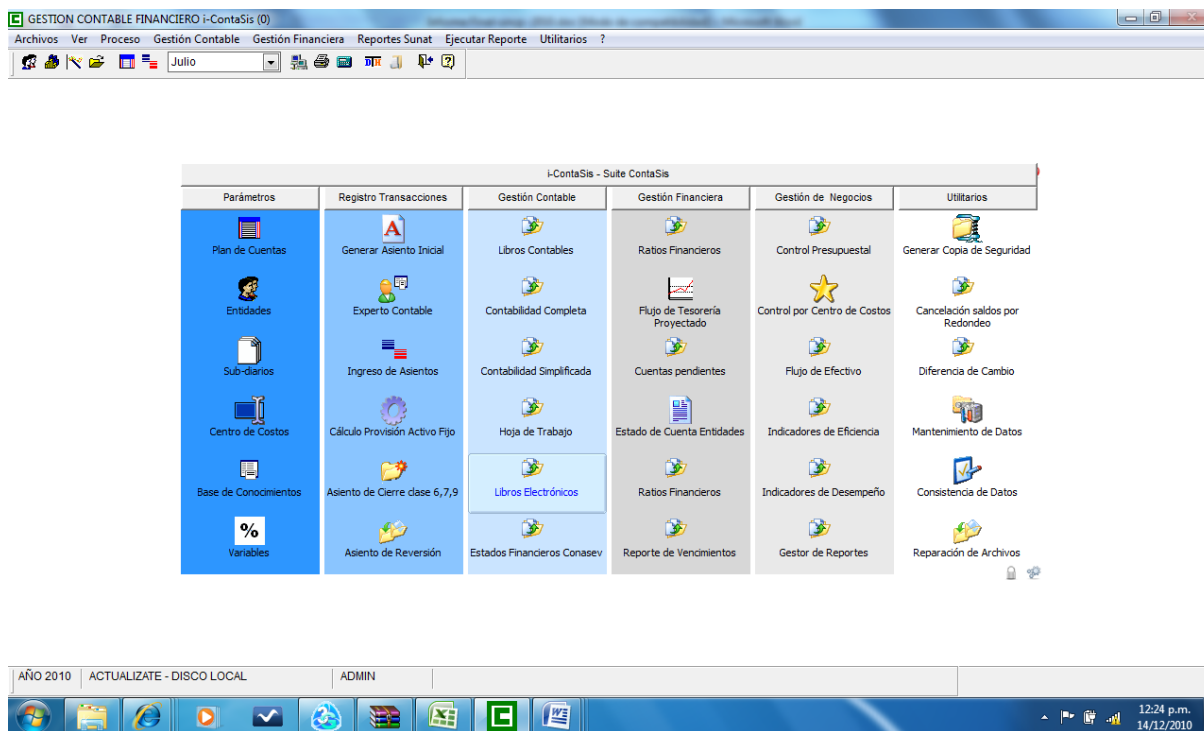 GESTION CONTABLE FINANCIERO i-ContaSis (0)
Archivos Ver Proceso Gestión Contable Gestión Financiera Reportes Sunat Ejecutar Reporte Utilitarios ?
Julio
i-ContaSis - Suite ContaSis
Parámetros Registro Transacciones Gestión Contable Gestión Financiera Gestión de Negocios Utilitarios
Plan de Cuentas Generar Asiento Inicial Libros Contables Ratios Financieros Control Presupuestal Generar Copia de Seguridad
Entidades Experto Contable Contabilidad Completa Flujo de Tesorería Proyectado Control por Centro de Costos Cancelación saldos por Redondeo
Sub-diarios Ingreso de Asientos Contabilidad Simplificada Cuentas pendientes Flujo de Efectivo Diferencia de Cambio
Centro de Costos Cálculo Provisión Activo Fijo Hoja de Trabajo Estado de Cuenta Entidades Indicadores de Eficiencia Mantenimiento de Datos
Base de Conocimientos Asiento de Cierre clase 6,7,9 Libros Electrónicos Ratios Financieros Indicadores de Desempeño Consistencia de Datos
%
Variables Asiento de Reversión Estados Financieros Conasev Reporte de Vencimientos Gestor de Reportes Reparación de Archivos
AÑO 2010 ACTUALIZATE - DISCO LOCAL ADMIN
12:24 p.m.
14/12/2010